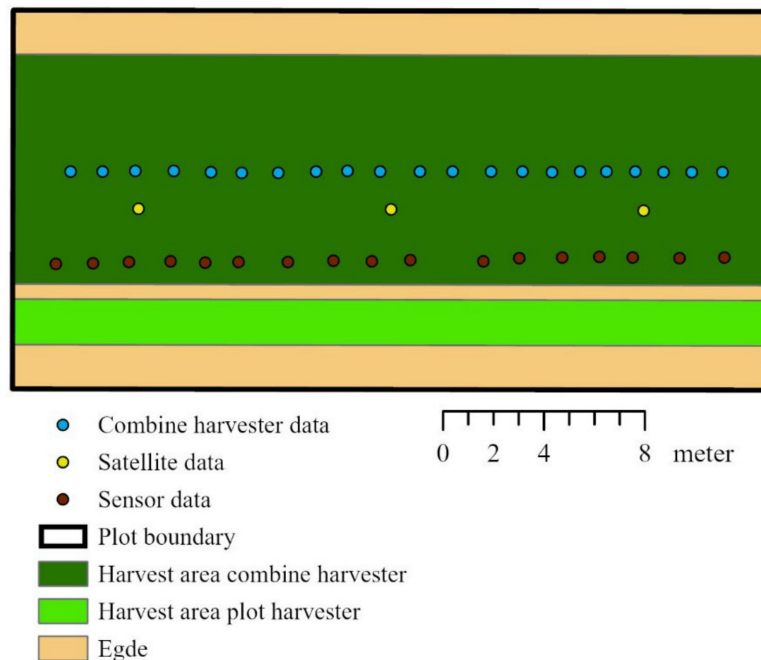 Combine harvester data
Satellite data
Sensor data
0 2 4 8 meter
Plot boundary
Harvest area combine harvester
Harvest area plot harvester
Egde